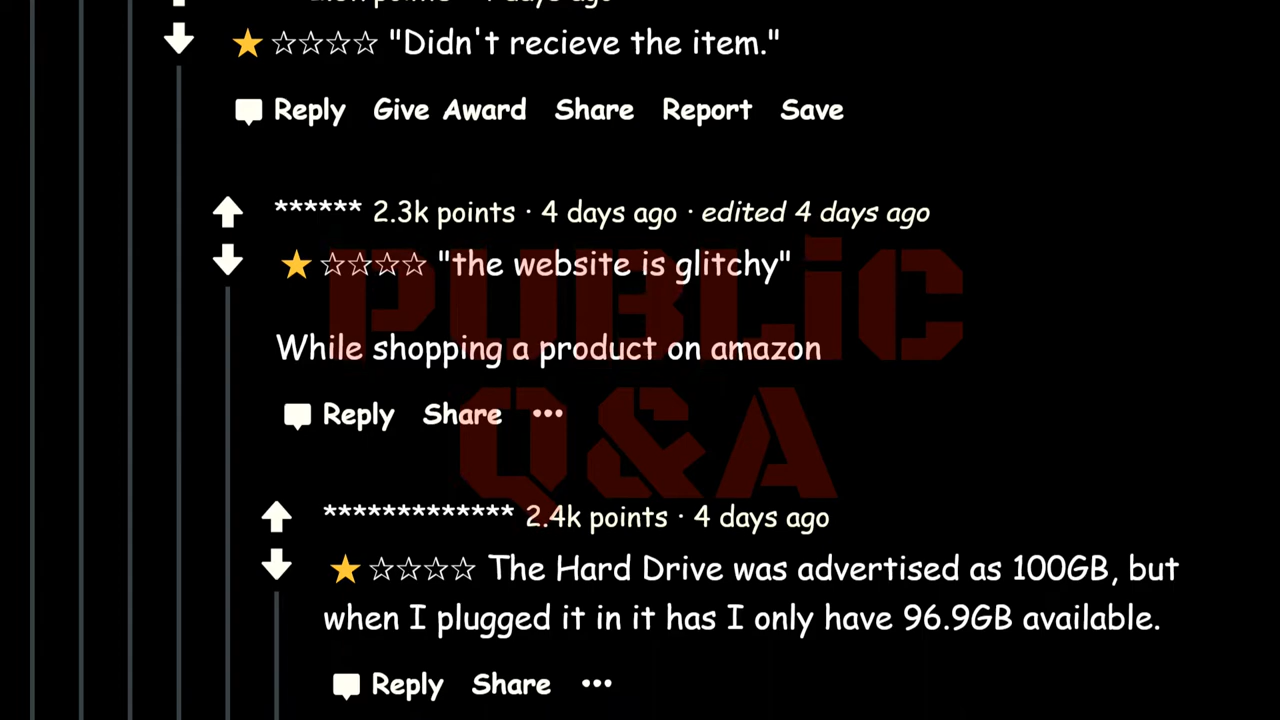 ★☆☆☆☆ "Didn't recieve the item."
Reply Give Award Share Report Save
****** 2.3k points · 4 days ago · edited 4 days ago
★☆☆☆☆ "the website is glitchy"
PUBLiC
While shopping a product on amazon
Reply Share •••
Q&A
************* 2.4k points · 4 days ago
★☆☆☆☆ The Hard Drive was advertised as 100GB, but
when I plugged it in it has I only have 96.9GB available.
Reply Share •••